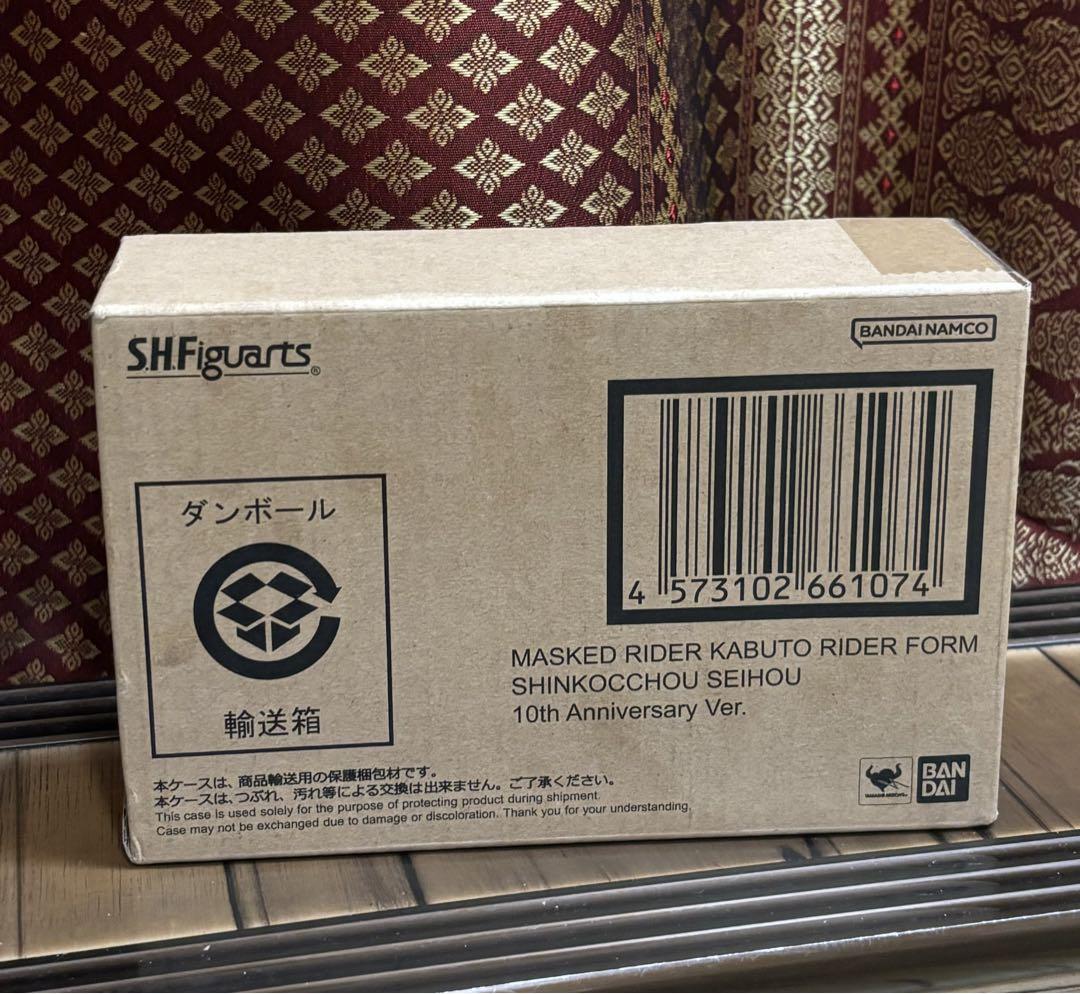 S.H.Figuarts®
BANDAI NAMCO
4 573102 661074
ダンボール
輸送箱
MASKED RIDER KABUTO RIDER FORM
SHINKOCCHOU SEIHOU
10th Anniversary Ver.
本ケースは、商品輸送用の保護梱包材です。
本ケースは、つぶれ、汚れ等による交換は出来ません。ご了承ください。
This case is used solely for the purpose of protecting product during shipment.
Case may not be exchanged due to damage or discoloration. Thank you for your understanding.
TAMASHII NATIONS
BAN
DAI